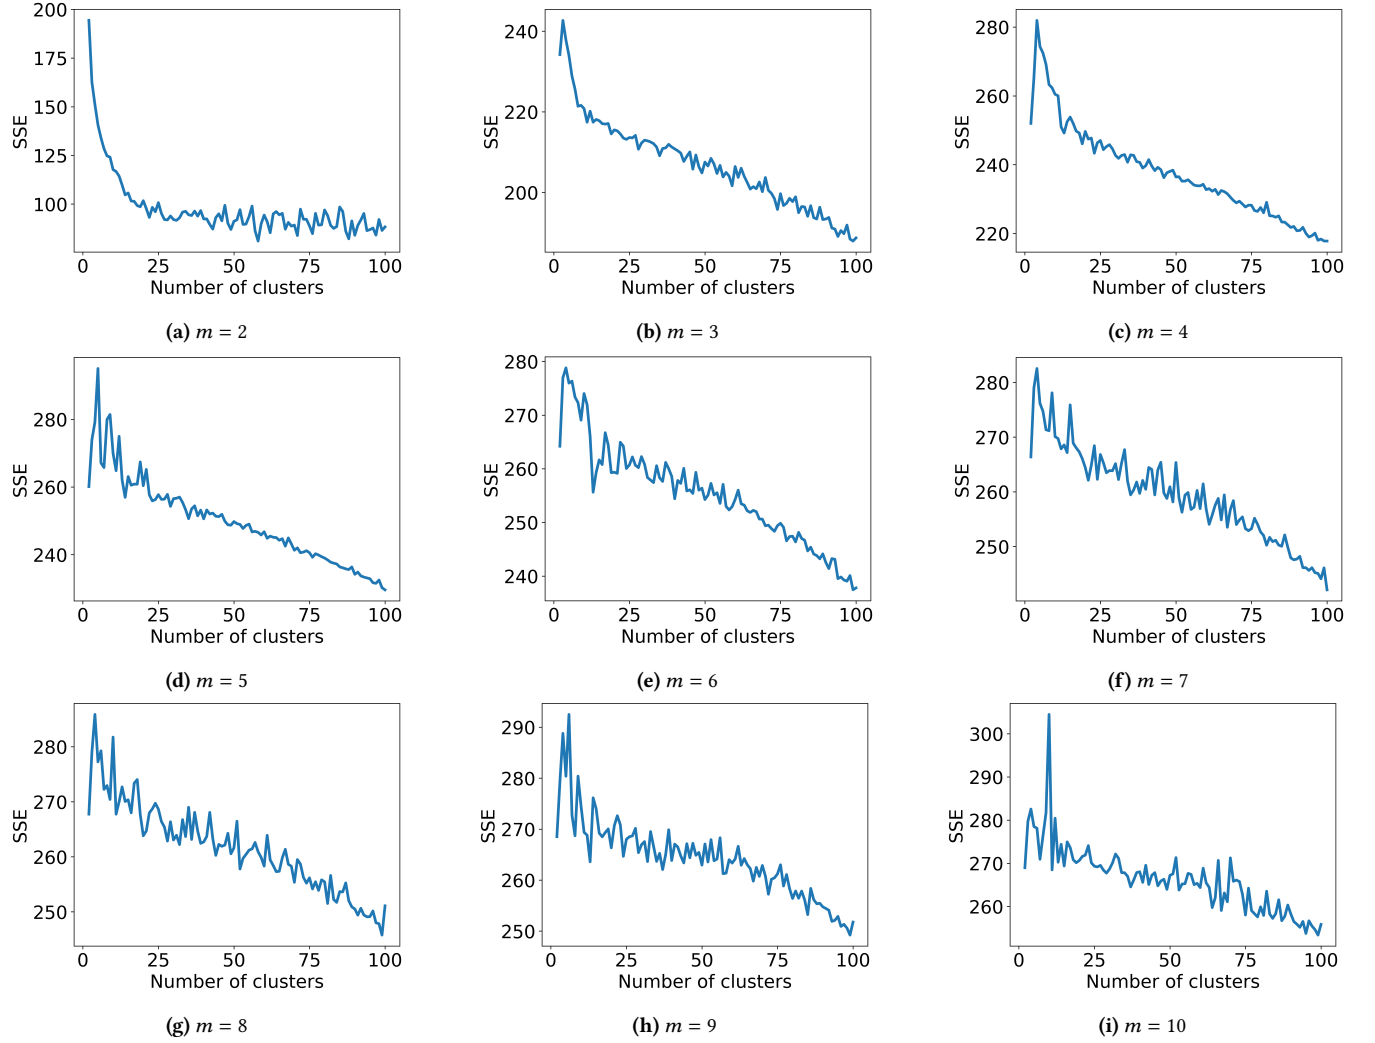 200
175
150
125
100
SSE
0 25 50 75 100
Number of clusters
(a) m = 2
240
220
200
SSE
0 25 50 75 100
Number of clusters
(b) m = 3
280
260
240
220
SSE
0 25 50 75 100
Number of clusters
(c) m = 4
280
260
240
SSE
0 25 50 75 100
Number of clusters
(d) m = 5
280
270
260
250
240
SSE
0 25 50 75 100
Number of clusters
(e) m = 6
280
270
260
250
SSE
0 25 50 75 100
Number of clusters
(f) m = 7
280
270
260
250
SSE
0 25 50 75 100
Number of clusters
(g) m = 8
290
280
270
260
250
SSE
0 25 50 75 100
Number of clusters
(h) m = 9
300
290
280
270
260
SSE
0 25 50 75 100
Number of clusters
(i) m = 10